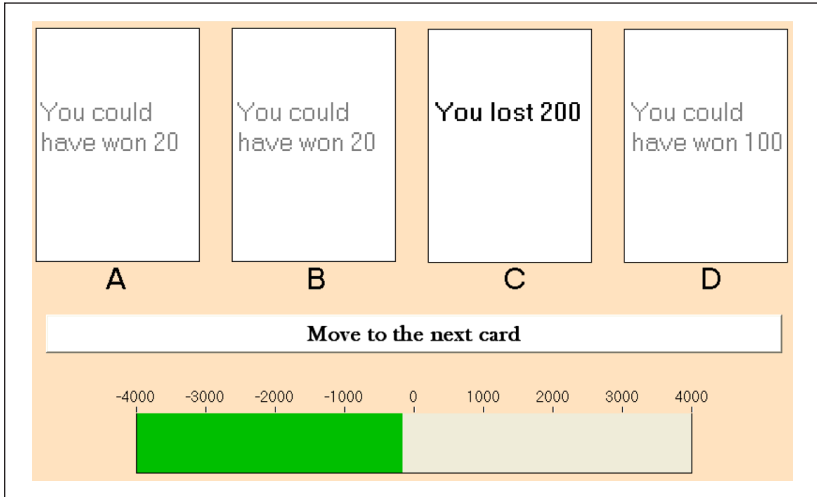 You could
have won 20
You could
have won 20
You lost 200
You could
have won 100
A
B
C
D
Move to the next card
-4000 -3000 -2000 -1000 0 1000 2000 3000 4000